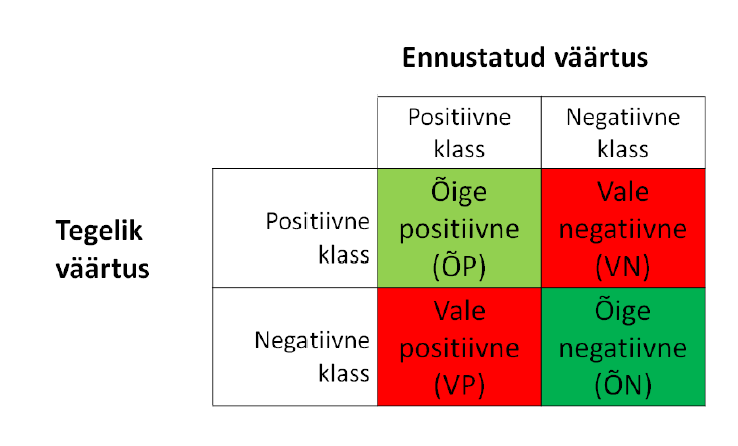 Ennustatud väärtus
Positiivne
klass
Negatiivne
klass
Tegelik
väärtus
Positiivne
klass
Õige
positiivne
(ÕP)
Vale
negatiivne
(VN)
Negatiivne
klass
Vale
positiivne
(VP)
Õige
negatiivne
(ÕN)